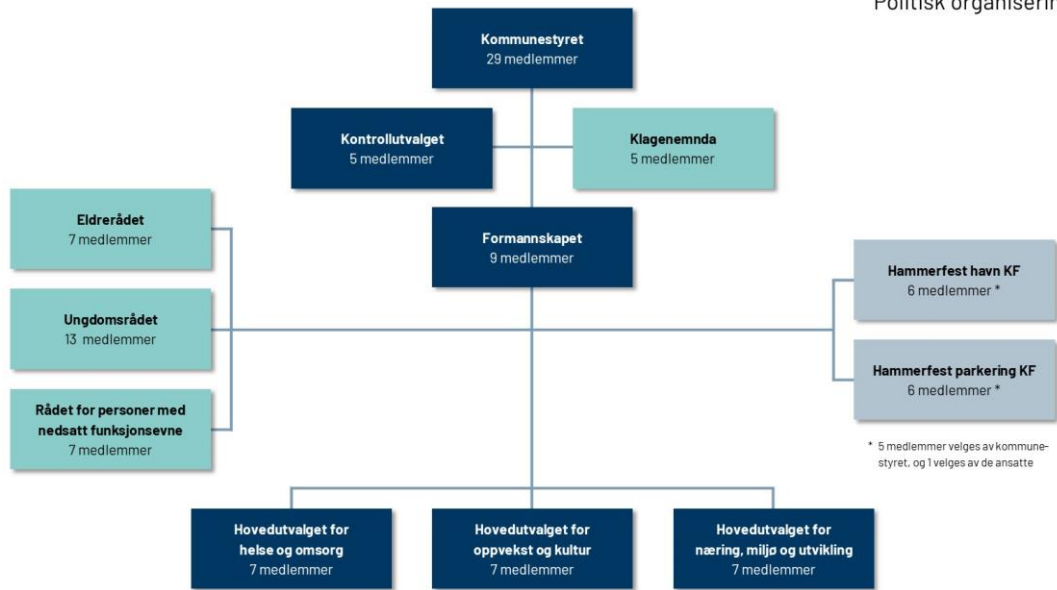 Politisk organiserin
Kommunestyret
29 medlemmer
Kontrollutvalget
5 medlemmer
Klagenemnda
5 medlemmer
Eldrerådet
7 medlemmer
Formannskapet
9 medlemmer
Hammerfest havn KF
6 medlemmer *
Ungdomsrådet
13 medlemmer
Hammerfest parkering KF
6 medlemmer *
Rådet for personer med
nedsatt funksjonsevne
7 medlemmer
* 5 medlemmer velges av kommune-
styret, og 1 velges av de ansatte
Hovedutvalget for
helse og omsorg
7 medlemmer
Hovedutvalget for
oppvekst og kultur
7 medlemmer
Hovedutvalget for
næring, miljø og utvikling
7 medlemmer